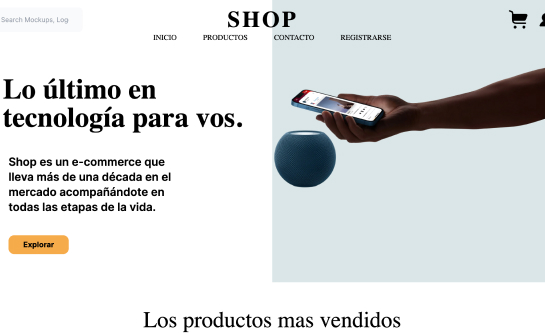 Search Mockups, Log
SHOP
INICIO PRODUCTOS CONTACTO REGISTRARSE
Lo último en
tecnología para vos.
Shop es un e-commerce que
lleva más de una década en el
mercado acompañándote en
todas las etapas de la vida.
Explorar
Los productos mas vendidos